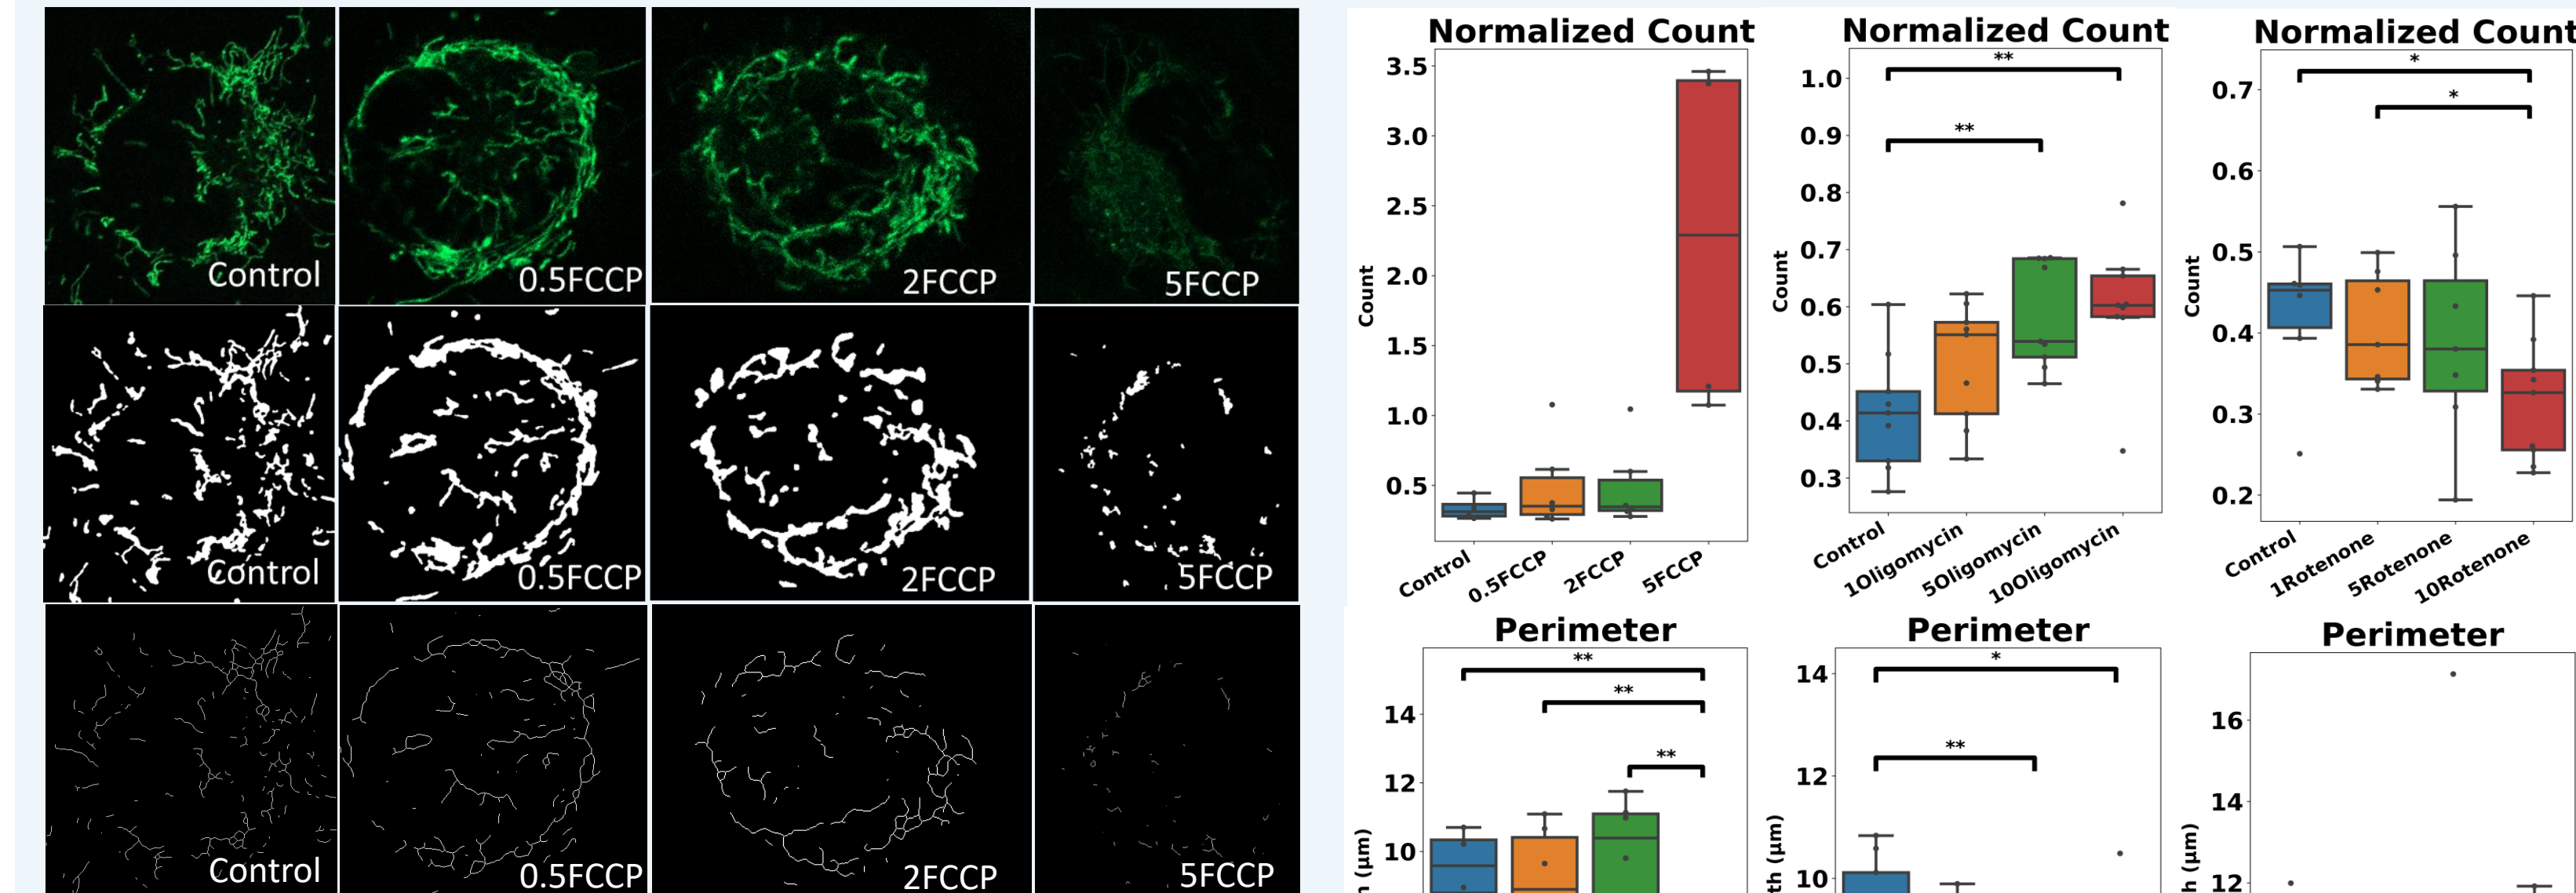 Control
0.5FCCP
2FCCP
5FCCP
Control
0.5FCCP
2FCCP
5FCCP
Control
0.5FCCP
2FCCP
5FCCP
Normalized Count
**
**
*
*
3.5
3.0
2.5
2.0
1.5
1.0
0.5
Count
Control
0.5FCCP
2FCCP
5FCCP
Normalized Count
1.0
0.9
0.8
0.7
0.6
0.5
0.4
0.3
Count
Control
1Oligomycin
5Oligomycin
10Oligomycin
Normalized Count
0.7
0.6
0.5
0.4
0.3
0.2
Count
Control
1Rotenone
5Rotenone
10Rotenone
Perimeter
**
**
**
14
12
10
(μm)
Perimeter
*
**
14
12
10
(μm)
Perimeter
16
14
12
(μm)